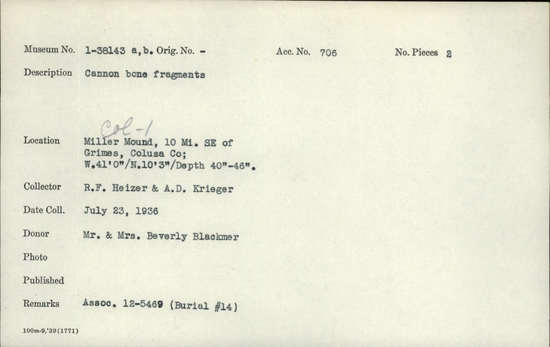 Museum No. 1-38143 a,b. Orig. No. - Acc. No. 706 No. Pieces 2
Description Cannon bone fragments
Col-1
Location Miller Mound, 10 Mi. SE of
Grimes, Colusa Co;
W.41'0"/N.10'3"/Depth 40"-46".
Collector R.F. Heizer & A.D. Krieger
Date Coll. July 23, 1936
Donor Mr. & Mrs. Beverly Blackmer
Photo
Published
Remarks Assoc. 12-5469 (Burial #14)
100m-9,'39(1771)